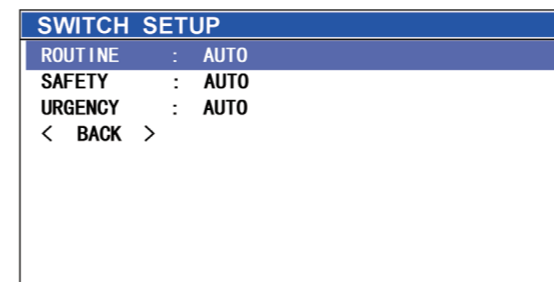 SWITCH SETUP
ROUTINE : AUTO
SAFETY : AUTO
URGENCY : AUTO
< BACK >